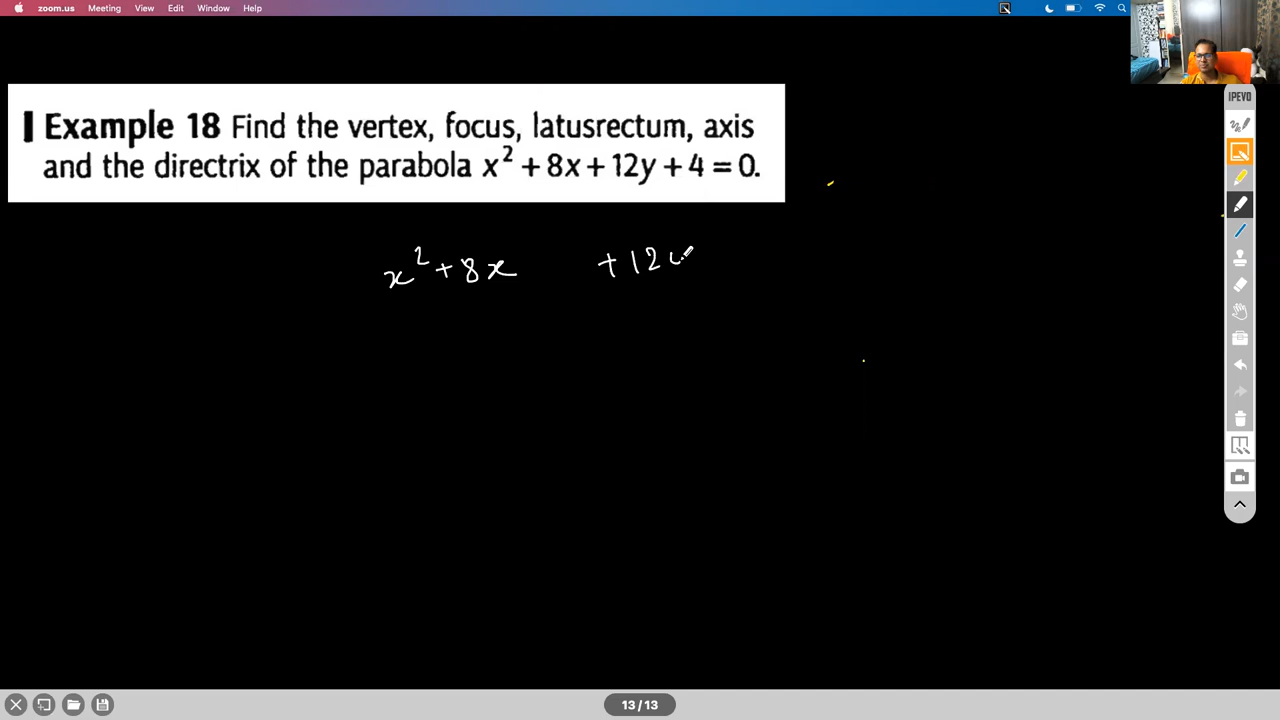 zoom.us Meeting View Edit Window Help
IPEVO
Example 18 Find the vertex, focus, latusrectum, axis
and the directrix of the parabola x² + 8x + 12y + 4 = 0.
x² + 8x + 12
13/13